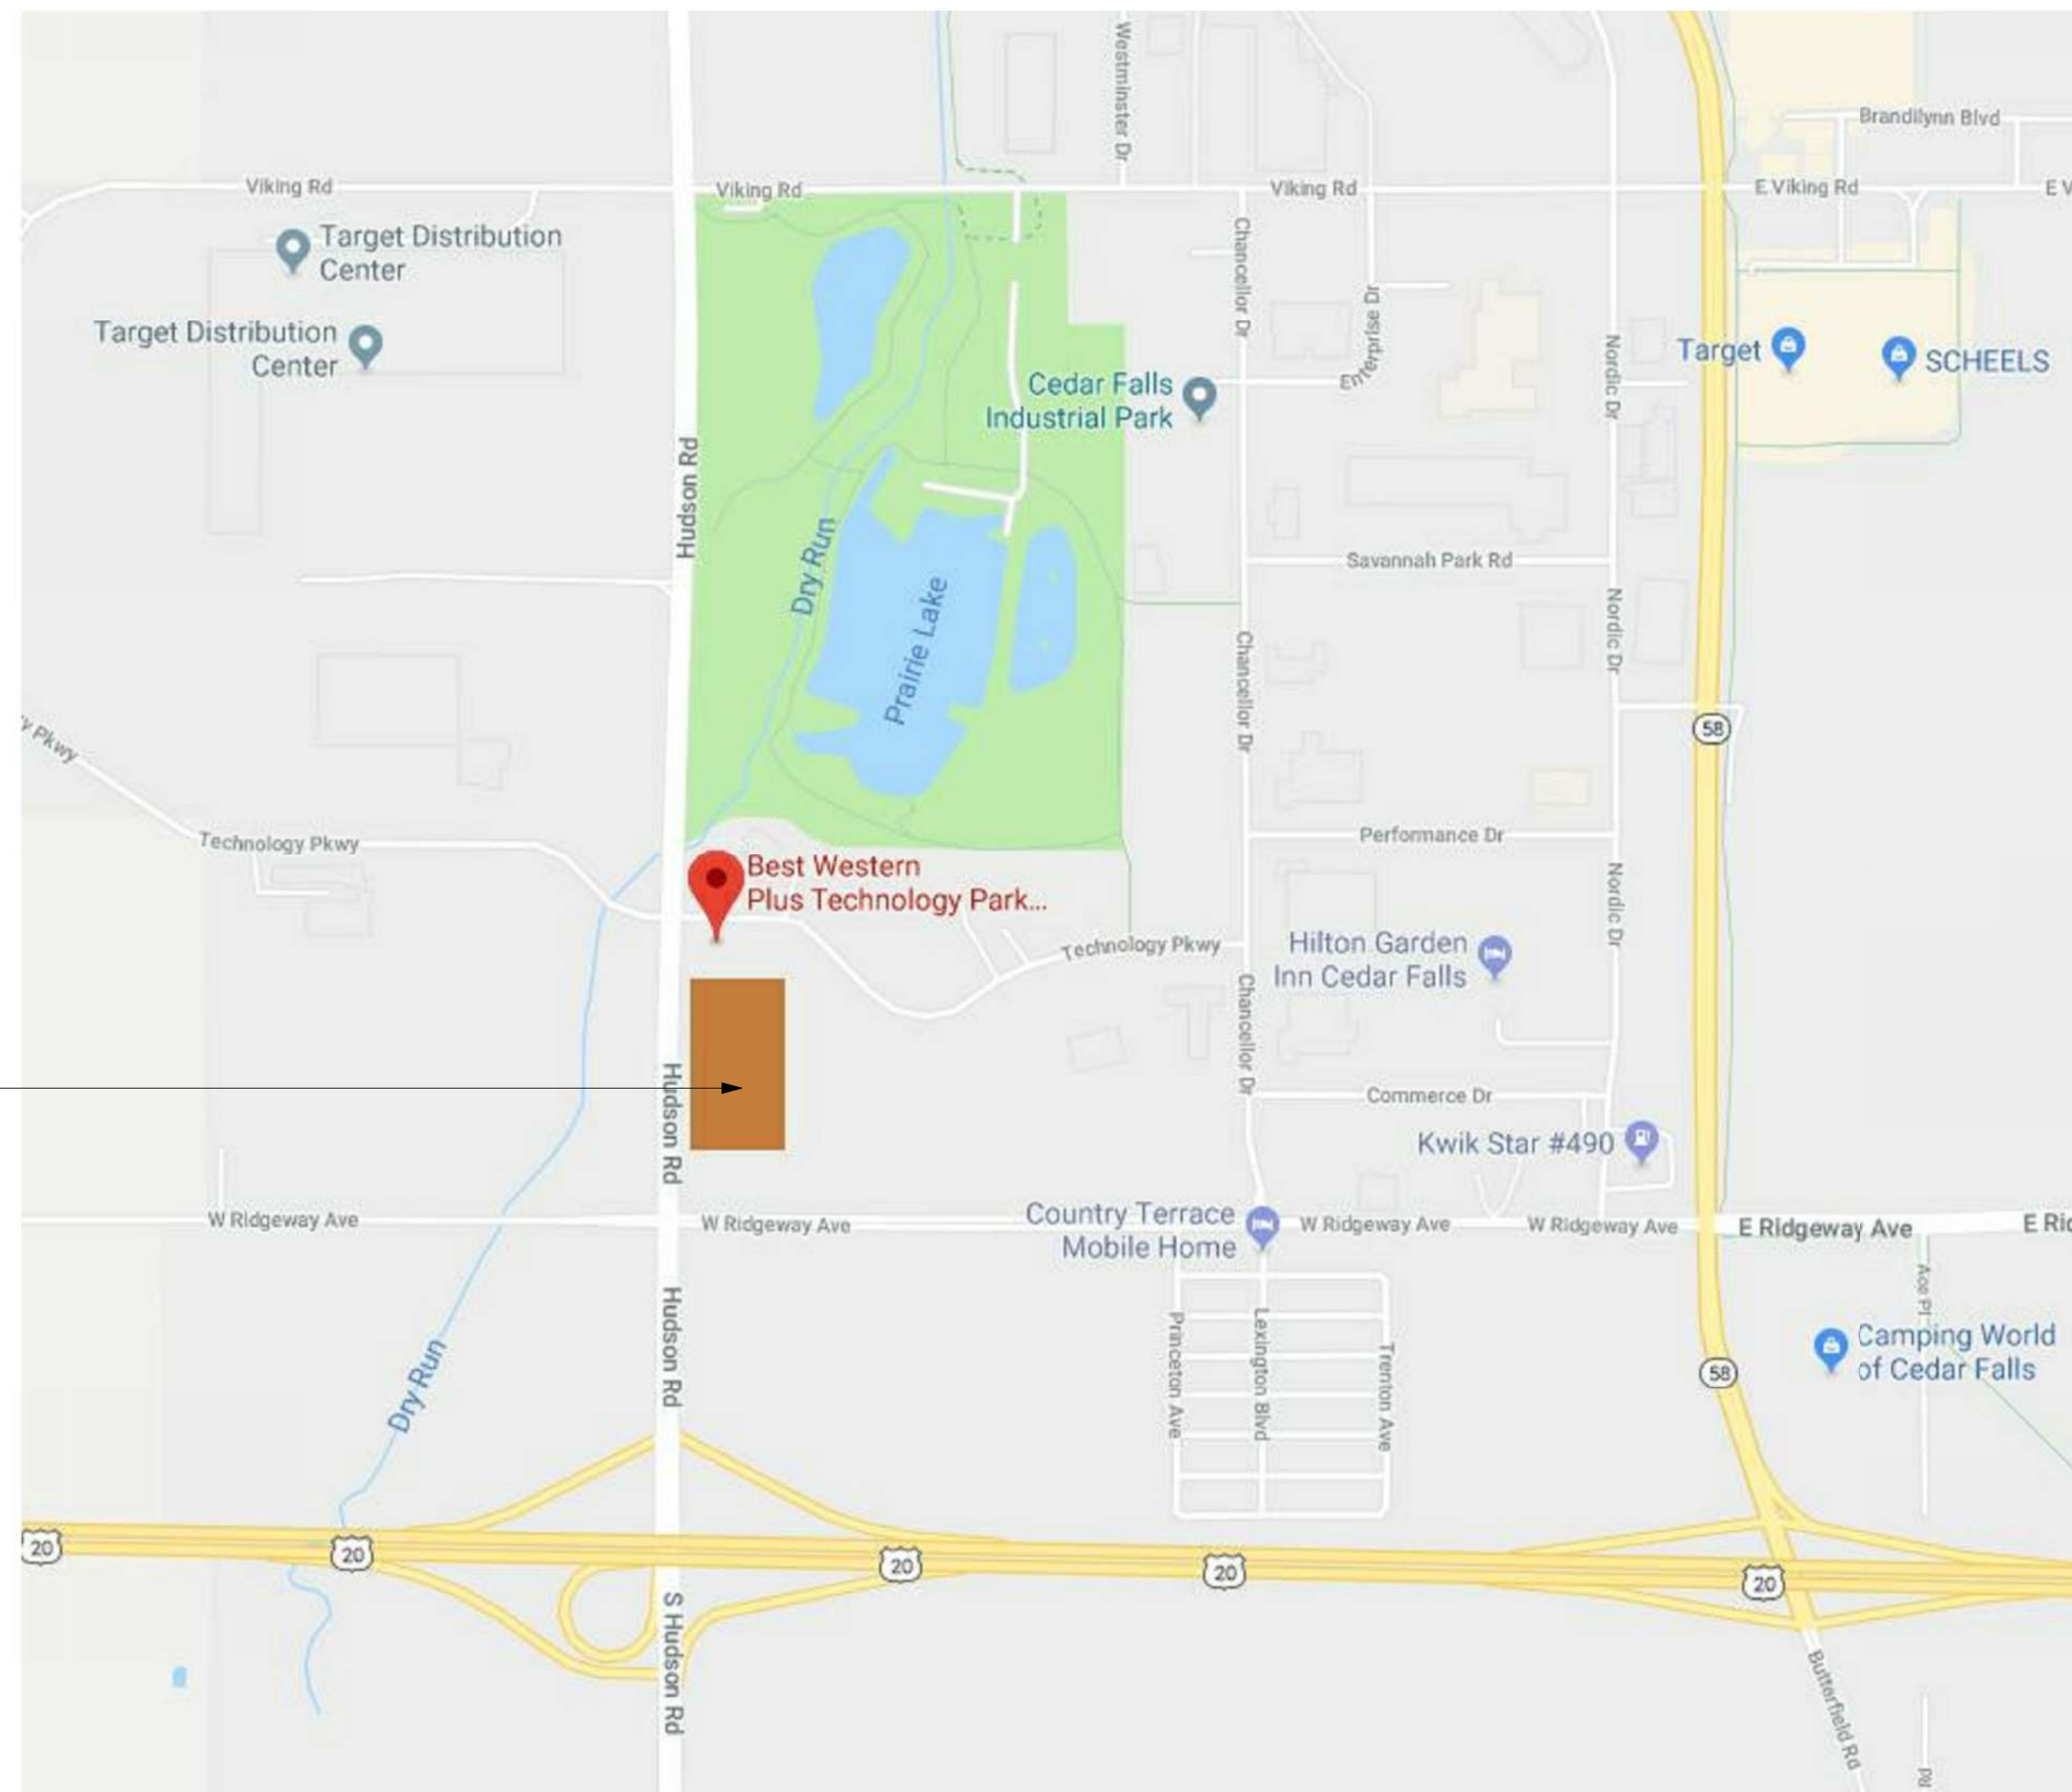 Westminster Dr
Brandilynn Blvd
Viking Rd
Viking Rd
Viking Rd
E Viking Rd
E V
Target Distribution
Center
Target Distribution
Center
Chancellor Dr
Enterprise Dr
Nordic Dr
Target
SCHEELS
Cedar Falls
Industrial Park
Hudson Rd
Dry Run
Prairie Lake
Savannah Park Rd
Chancellor Dr
Nordic Dr
58
y Pkwy
Technology Pkwy
Performance Dr
Best Western
Plus Technology Park...
Nordic Dr
Technology Pkwy
Hilton Garden
Inn Cedar Falls
Chancellor Dr
Hudson Rd
Commerce Dr
Kwik Star #490
W Ridgeway Ave
W Ridgeway Ave
Country Terrace
Mobile Home
W Ridgeway Ave
W Ridgeway Ave
E Ridgeway Ave
E Rid
Ace Pl
Hudson Rd
Princeton Ave
Lexington Blvd
Trenton Ave
Dry Run
58
Camping World
of Cedar Falls
20
20
20
20
20
S Hudson Rd
Butterfield Rd